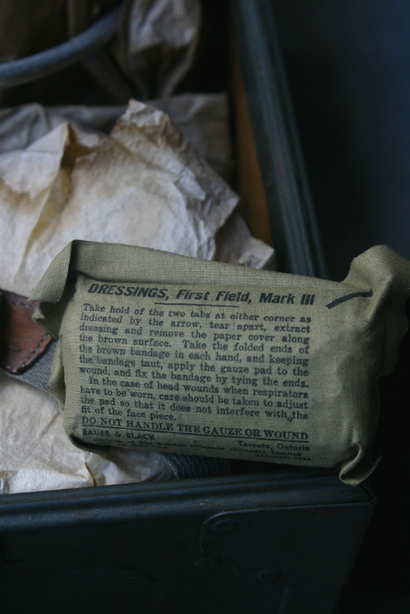 DRESSINGS, First Field, Mark III
Take hold of the two tabs at either corner as
indicated by the arrow, tear apart, extract
dressing and remove the paper cover along
the brown surface. Take the folded ends of
the brown bandage in each hand, and keeping
the bandage taut, apply the gauze pad to the
wound, and fix the bandage by tying the ends.
In the case of head wounds when respirators
have to be worn, care should be taken to adjust
the pad so that it does not interfere with the
fit of the face piece.
DO NOT HANDLE THE GAUZE OR WOUND
BAUER & BLACK Toronto, Ontario